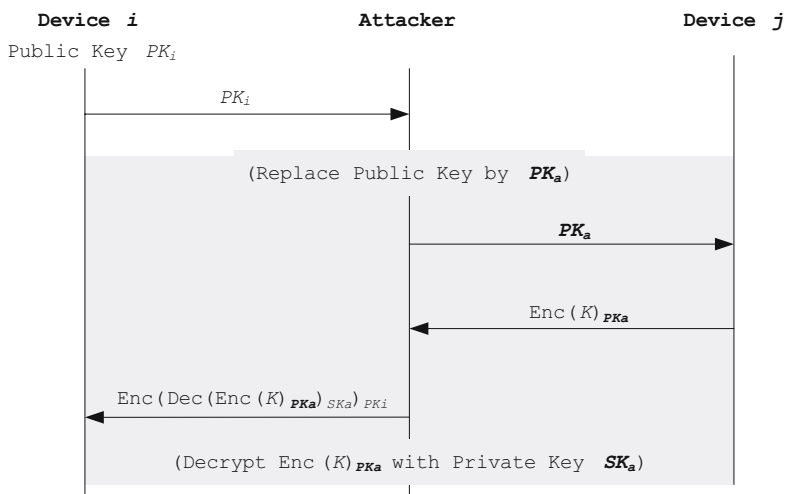 Device i Attacker Device j
Public Key PKi
PKi
(Replace Public Key by PKa)
PKa
Enc(K)PKa
Enc(Dec(Enc(K)PKa)SKa)PKi
(Decrypt Enc(K)PKa with Private Key SKa)